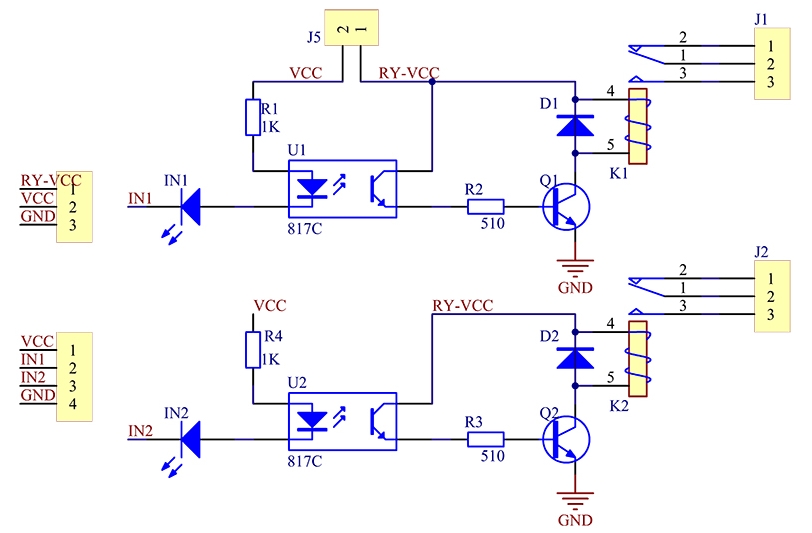 J5
2 1
J1
VCC
RY-VCC
2
1
1
2
3
3
R1
1K
D1
4
5
K1
U1
817C
RY-VCC
1
VCC
2
GND
3
IN1
IN1
R2
510
Q1
GND
J2
2
1
1
2
3
3
VCC
RY-VCC
R4
1K
D2
4
5
K2
VCC
1
IN1
2
IN2
3
GND
4
U2
817C
IN2
IN2
R3
510
Q2
GND